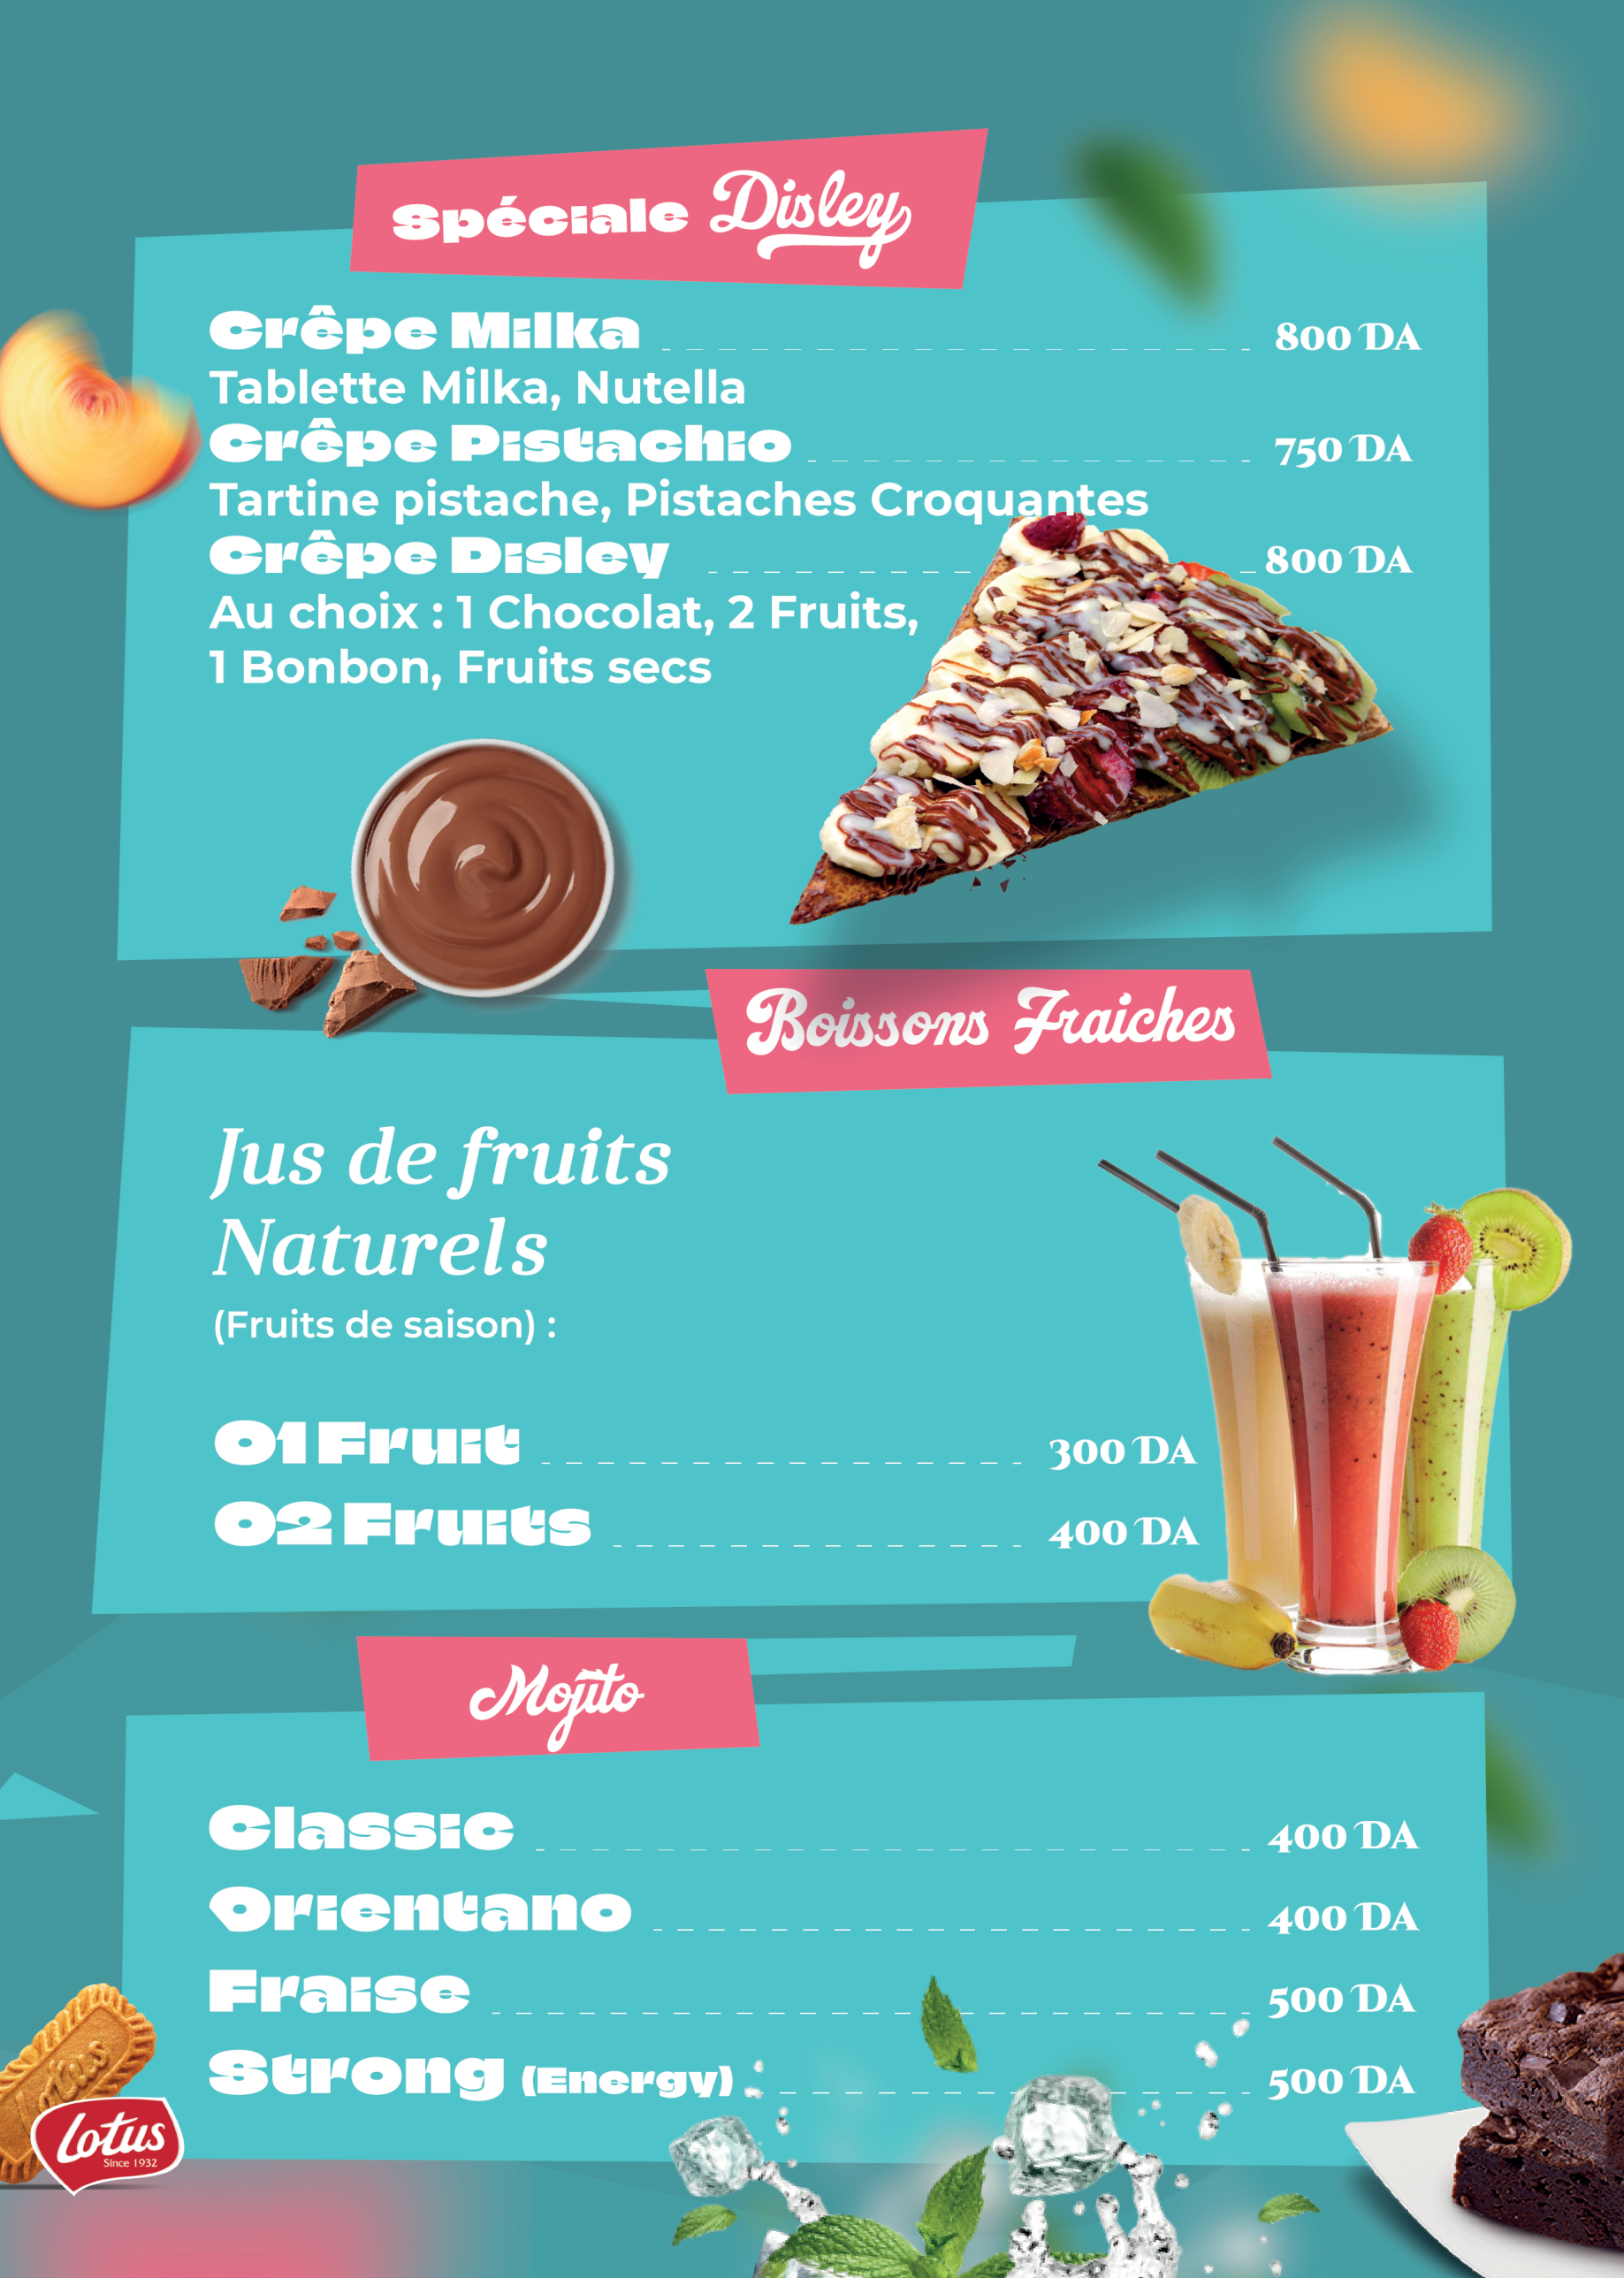 Spéciale Disley
Crêpe Milka 800 DA
Tablette Milka, Nutella
Crêpe Pistachio 750 DA
Tartine pistache, Pistaches Croquantes
Crêpe Disley 800 DA
Au choix : 1 Chocolat, 2 Fruits,
1 Bonbon, Fruits secs
Boissons Fraiches
Jus de fruits
Naturels
(Fruits de saison) :
01 Fruit 300 DA
02 Fruits 400 DA
Mojito
Classic 400 DA
Orientano 400 DA
Fraise 500 DA
Strong (Energy) 500 DA
Lotus
Lotus
Since 1932